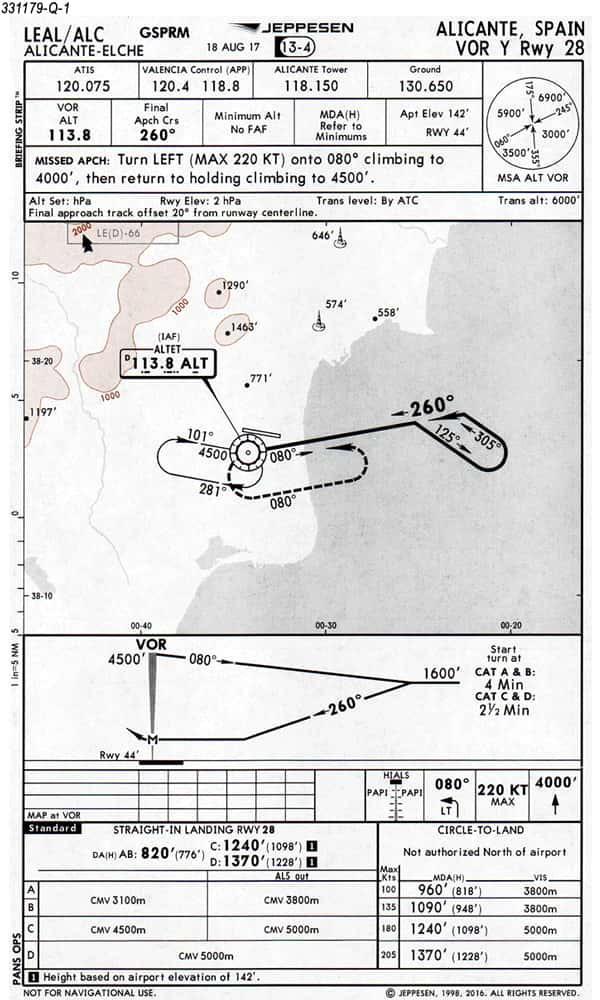 331179-Q-1
LEAL/ALC GSPRM JEPPESEN ALICANTE, SPAIN
ALICANTE-ELCHE 18 AUG 17 13-4 VOR Y Rwy 28
BRIEFING STRIP™
ATIS VALENCIA Control (APP) ALICANTE Tower Ground
120.075 120.4 118.8 118.150 130.650
VOR ALT 113.8
Final Apch Crs 260°
Minimum Alt No FAF
MDA(H) Refer to Minimums
Apt Elev 142'
RWY 44'
175° 6900' 245°
5900' 3000'
060° 3500' 355°
MSA ALT VOR
MISSED APCH: Turn LEFT (MAX 220 KT) onto 080° climbing to
4000', then return to holding climbing to 4500'.
Alt Set: hPa Rwy Elev: 2 hPa Trans level: By ATC Trans alt: 6000'
Final approach track offset 20° from runway centerline.
2000 LE(D)-66
646'
10
1290'
1000
574' 558'
1463'
(IAF)
ALTET
D 113.8 ALT
38-20
1000
771'
5
1197'
260°
101° 4500 080° 125° 305°
281° 080°
0
38-10
00-40 00-30 00-20
5
1 in=5 NM
VOR
4500' 080° 1600'
260°
M
Rwy 44'
Start
turn at
CAT A & B:
4 Min
CAT C & D:
2½ Min
MAP at VOR
HIALS
PAPI PAPI
080°
LT
220 KT
MAX
4000'
Standard STRAIGHT-IN LANDING RWY 28 CIRCLE-TO-LAND
DA(H) AB: 820'(776') C: 1240'(1098') 1
D: 1370'(1228') 1
Not authorized North of airport
ALS out
Max Kts MDA(H) VIS
A 100 960' (818') 3800m
CMV 3100m CMV 3800m
B 135 1090' (948') 3800m
C CMV 4500m CMV 5000m 180 1240' (1098') 5000m
D CMV 5000m 205 1370' (1228') 5000m
PANS OPS
1 Height based on airport elevation of 142'.
NOT FOR NAVIGATIONAL USE. © JEPPESEN, 1998, 2016. ALL RIGHTS RESERVED.